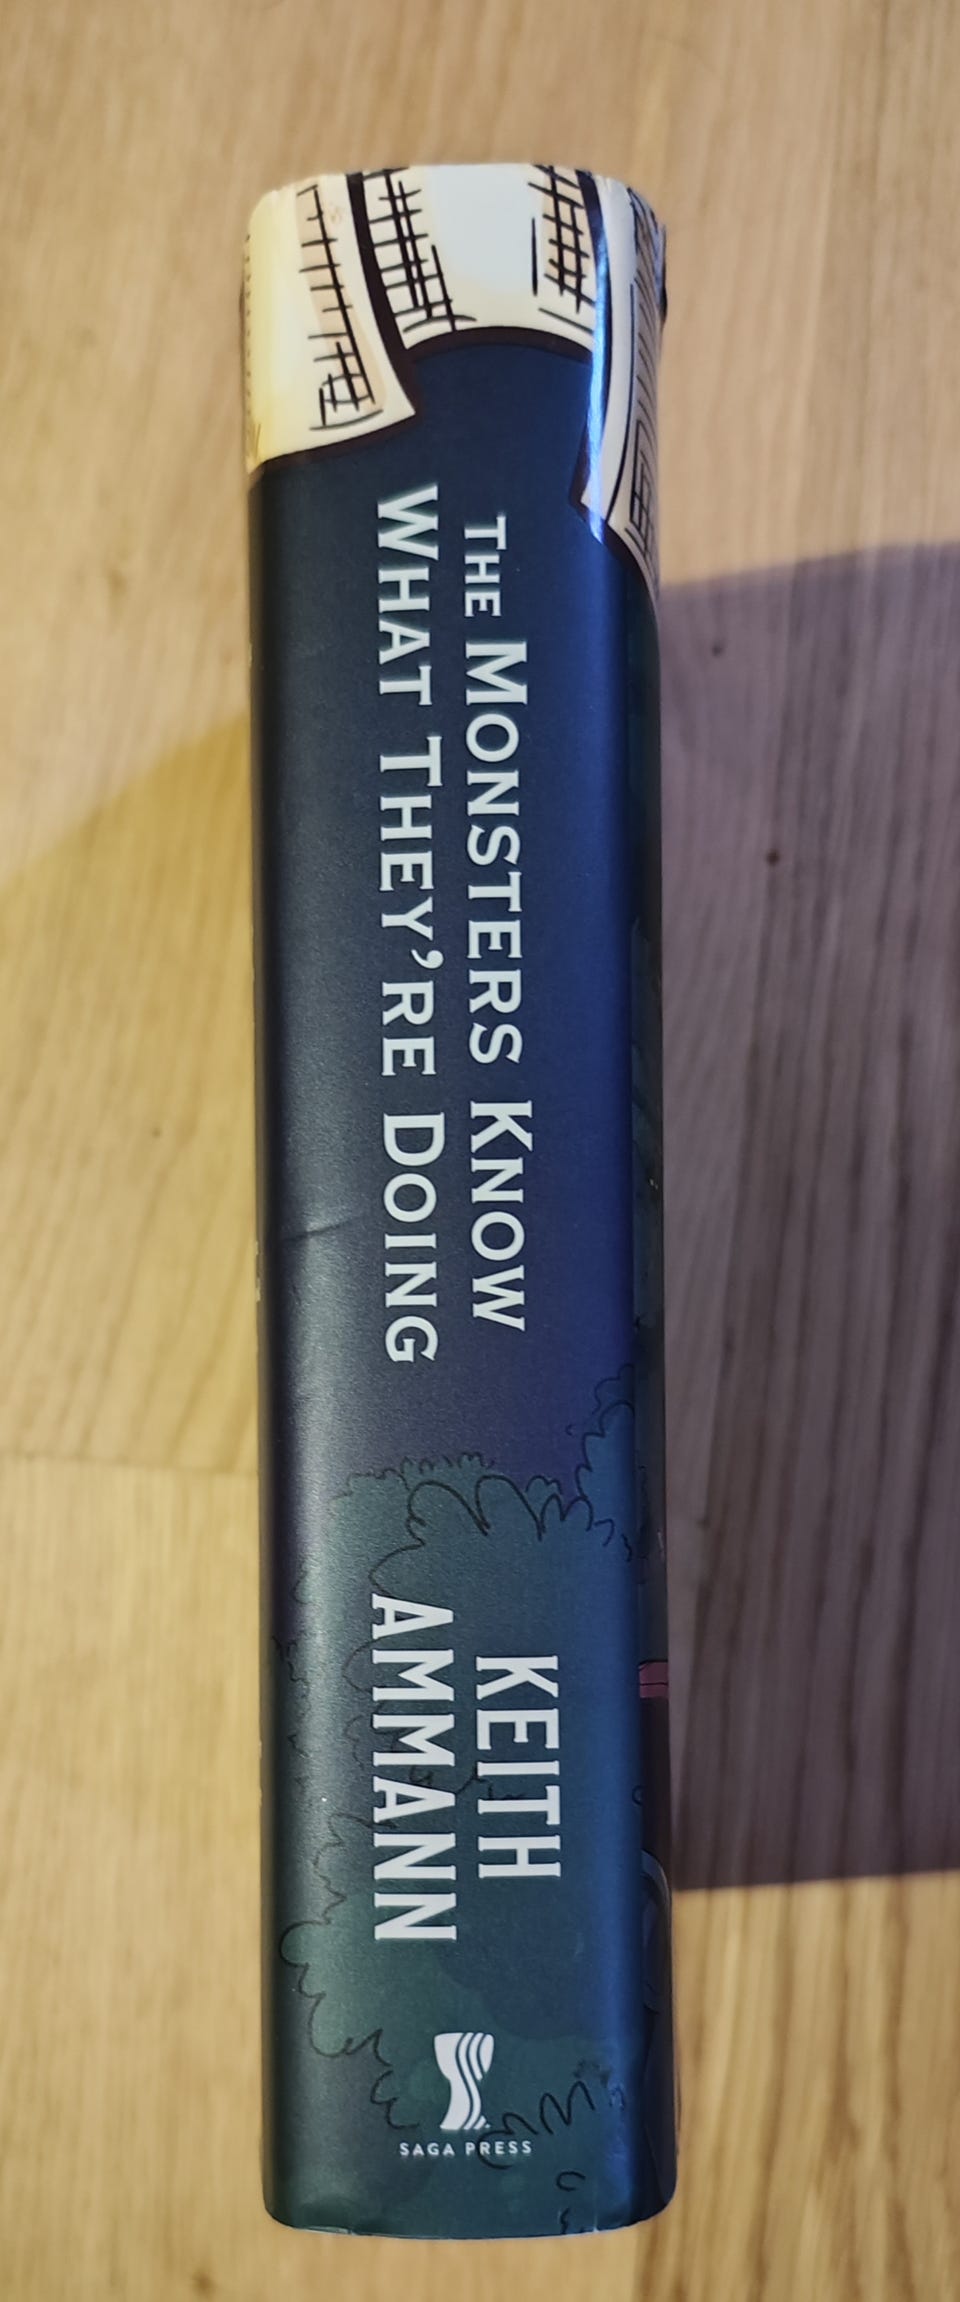 THE MONSTERS KNOW
WHAT THEY'RE DOING
KEITH
AMMANN
SAGA PRESS